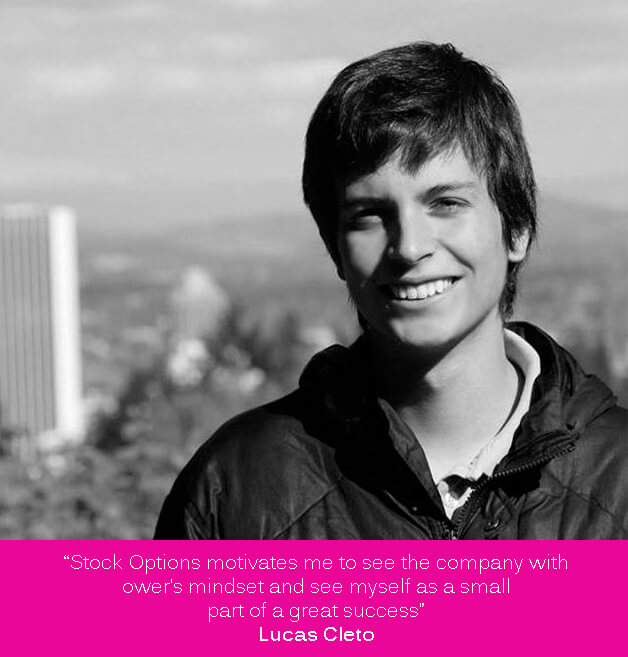 “Stock Options motivates me to see the company with
ower's mindset and see myself as a small
part of a great success”
Lucas Cleto